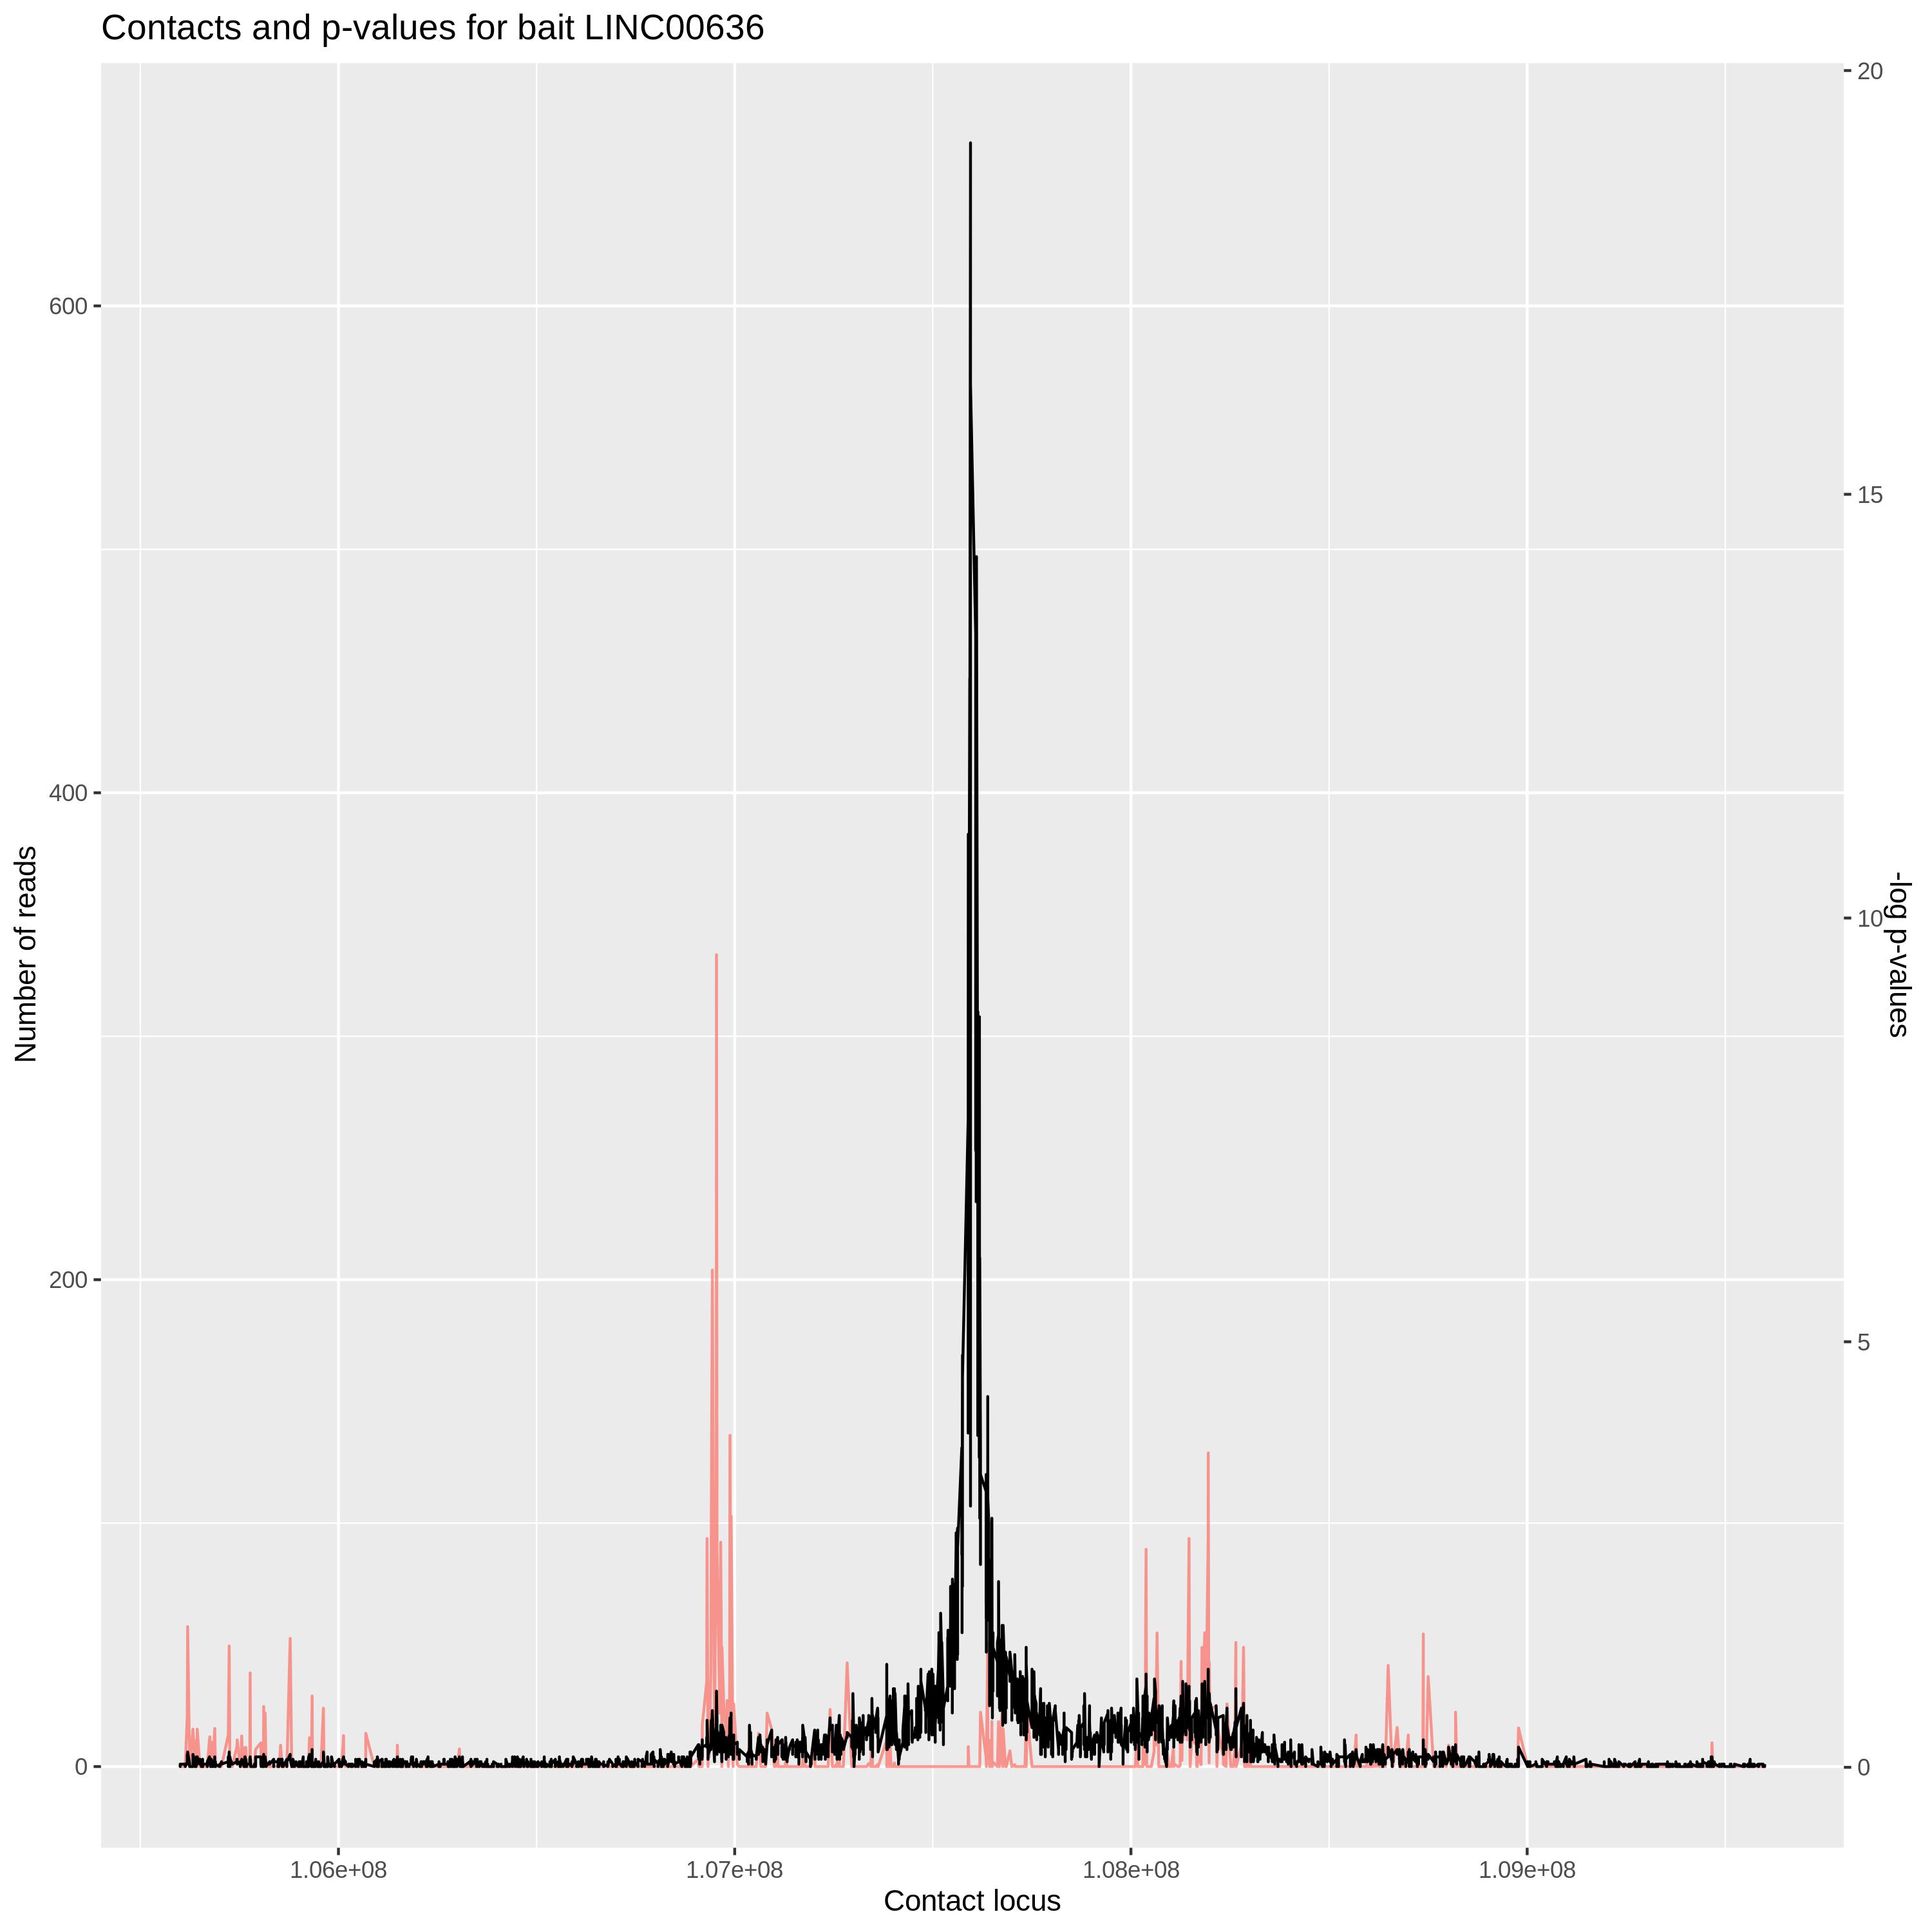 Contacts and p-values for bait LINC00636
20
600
15
400
10
Number of reads
-log p-values
200
5
0
0
1.06e+08
1.07e+08
1.08e+08
1.09e+08
Contact locus